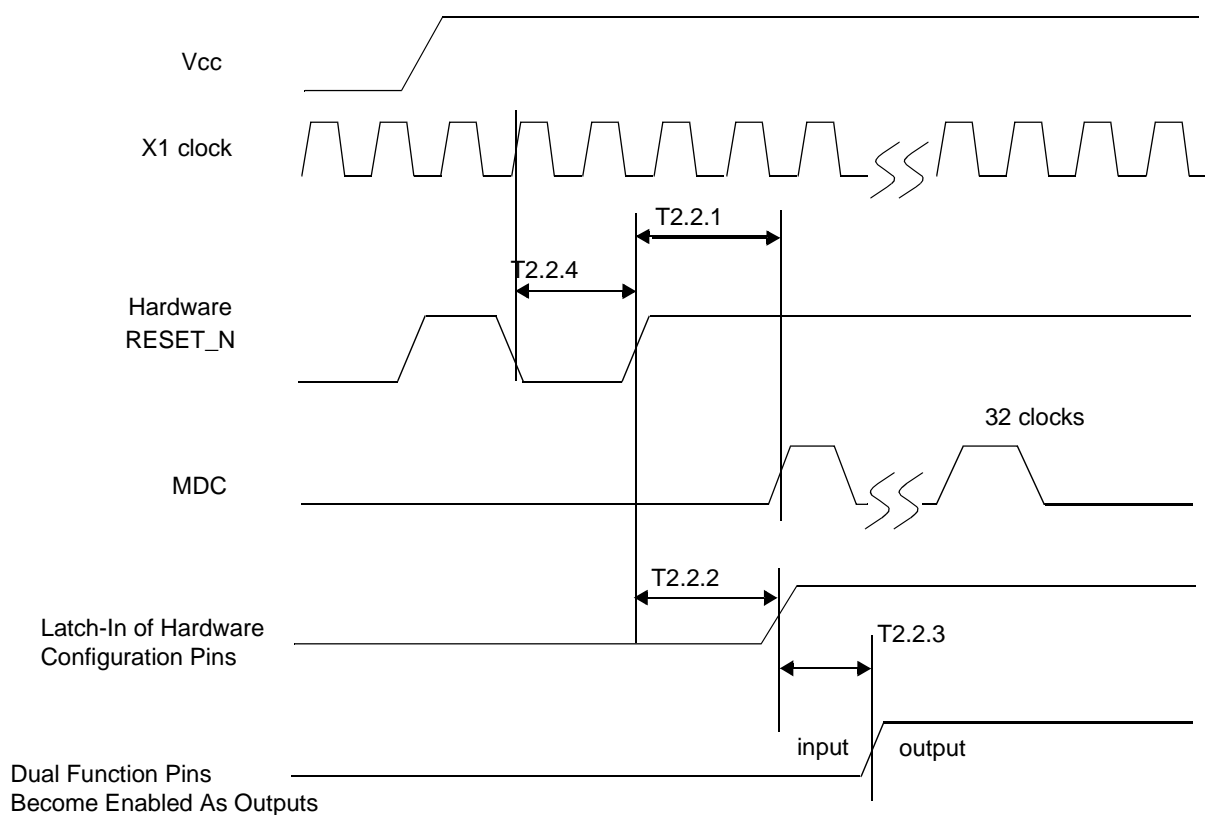 Vcc
X1 clock
T2.2.1
T2.2.4
Hardware
RESET_N
32 clocks
MDC
T2.2.2
Latch-In of Hardware
Configuration Pins
T2.2.3
input
output
Dual Function Pins
Become Enabled As Outputs